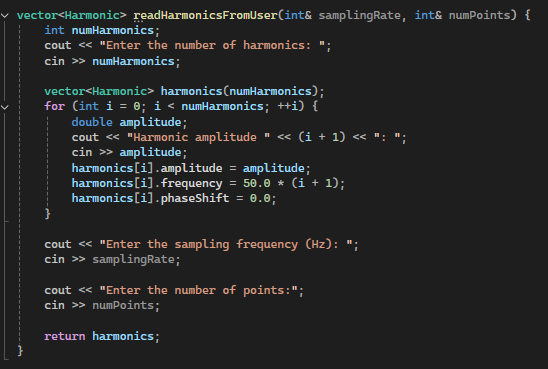 vector<Harmonic> readHarmonicsFromUser(int& samplingRate, int& numPoints) {
    int numHarmonics;
    cout << "Enter the number of harmonics: ";
    cin >> numHarmonics;

    vector<Harmonic> harmonics(numHarmonics);
    for (int i = 0; i < numHarmonics; ++i) {
        double amplitude;
        cout << "Harmonic amplitude " << (i + 1) << ": ";
        cin >> amplitude;
        harmonics[i].amplitude = amplitude;
        harmonics[i].frequency = 50.0 * (i + 1);
        harmonics[i].phaseShift = 0.0;
    }

    cout << "Enter the sampling frequency (Hz): ";
    cin >> samplingRate;

    cout << "Enter the number of points:";
    cin >> numPoints;

    return harmonics;
}